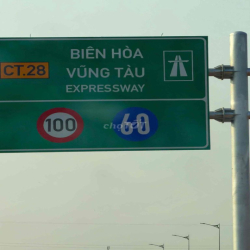 BIÊN HÒA
CT.28
VŨNG TÀU
EXPRESSWAY
100
60